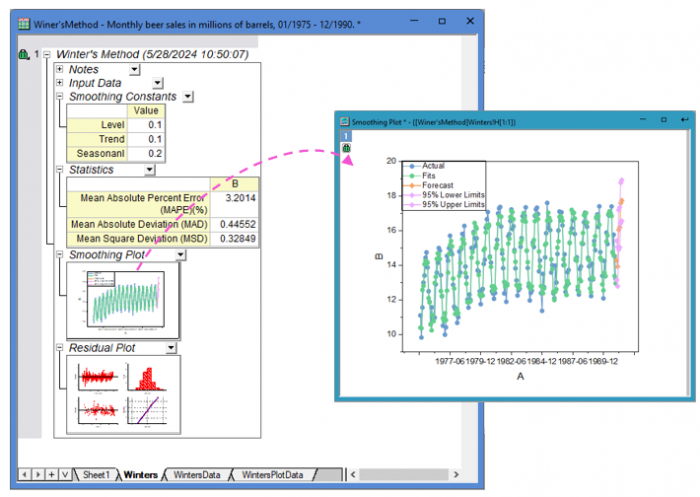 Winer'sMethod - Monthly beer sales in millions of barrels, 01/1975 - 12/1990. *
1 Winter's Method (5/28/2024 10:50:07)
Notes
Input Data
Smoothing Constants
Value
Level 0.1
Trend 0.1
Seasonanl 0.2
Statistics
B
Mean Absolute Percent Error (MAPE)(%) 3.2014
Mean Absolute Deviation (MAD) 0.44552
Mean Square Deviation (MSD) 0.32849
Smoothing Plot
Residual Plot
Sheet1 Winters WintersData WintersPlotData
Smoothing Plot * - ([Winer'sMethod]Winters!H[1:1])
1
Actual
Fits
Forecast
95% Lower Limits
95% Upper Limits
20
18
16
B
14
12
10
1977-06 1979-12 1982-06 1984-12 1987-06 1989-12
A